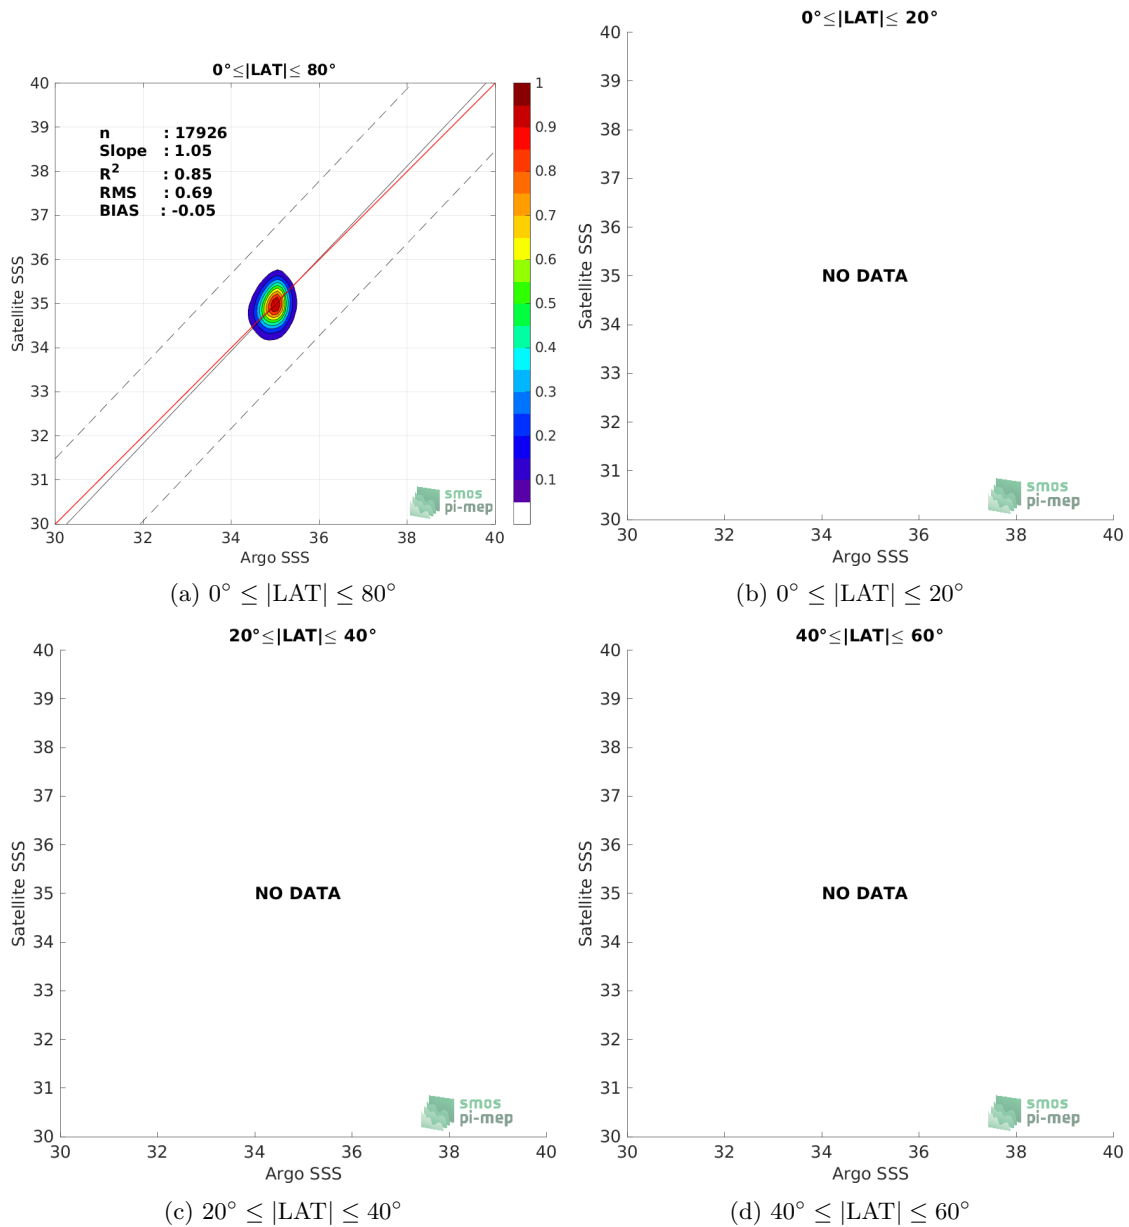 0°≤|LAT|≤ 80°
40
39
38
37
36
35
34
33
32
31
30
Satellite SSS
n : 17926
Slope : 1.05
R² : 0.85
RMS : 0.69
BIAS : -0.05
1
0.9
0.8
0.7
0.6
0.5
0.4
0.3
0.2
0.1
smos
pi-mep
30 32 34 36 38 40
Argo SSS
(a) 0° ≤ |LAT| ≤ 80°
0°≤|LAT|≤ 20°
40
39
38
37
36
35
34
33
32
31
30
Satellite SSS
NO DATA
smos
pi-mep
30 32 34 36 38 40
Argo SSS
(b) 0° ≤ |LAT| ≤ 20°
20°≤|LAT|≤ 40°
40
39
38
37
36
35
34
33
32
31
30
Satellite SSS
NO DATA
smos
pi-mep
30 32 34 36 38 40
Argo SSS
(c) 20° ≤ |LAT| ≤ 40°
40°≤|LAT|≤ 60°
40
39
38
37
36
35
34
33
32
31
30
Satellite SSS
NO DATA
smos
pi-mep
30 32 34 36 38 40
Argo SSS
(d) 40° ≤ |LAT| ≤ 60°